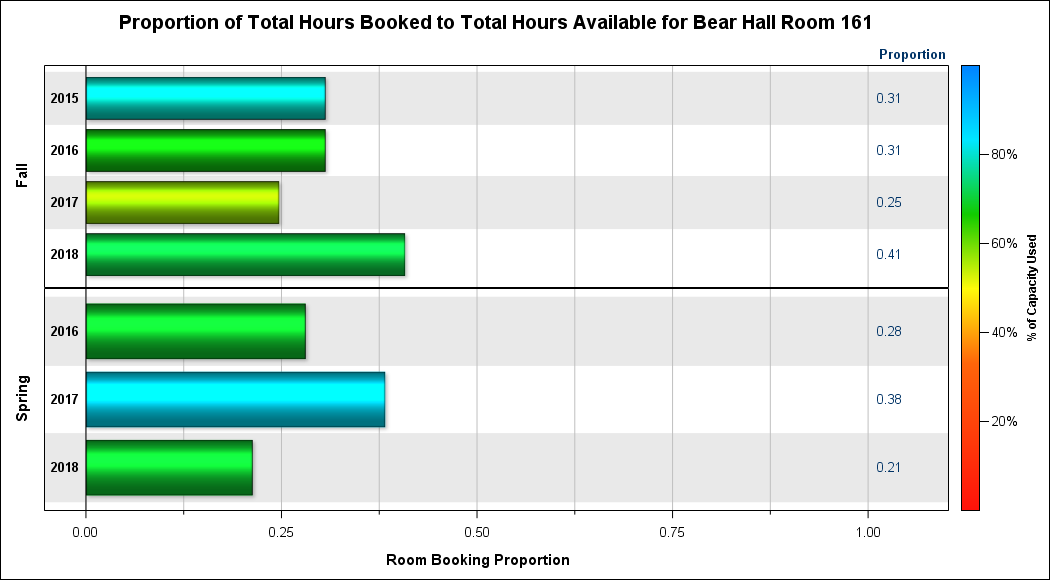 Proportion of Total Hours Booked to Total Hours Available for Bear Hall Room 161
Proportion
Fall
2015 0.31
2016 0.31
2017 0.25
2018 0.41
Spring
2016 0.28
2017 0.38
2018 0.21
0.00 0.25 0.50 0.75 1.00
Room Booking Proportion
80%
60%
40%
20%
% of Capacity Used